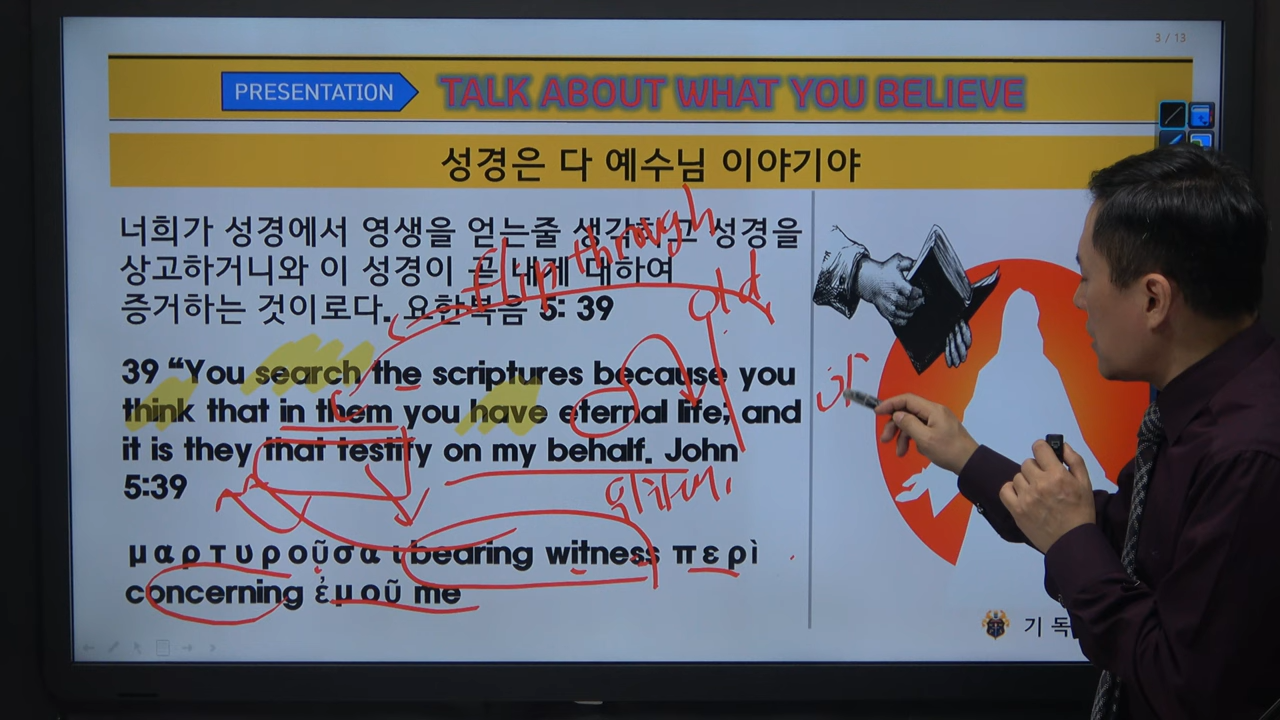 3 / 13
PRESENTATION
TALK ABOUT WHAT YOU BELIEVE
성경은 다 예수님 이야기야
너희가 성경에서 영생을 얻는줄 생각하고 성경을
상고하거니와 이 성경이 곧 내게 대하여
증거하는 것이로다. 요한복음 5: 39
flip through
old
39 “You search the scriptures because you
think that in them you have eternal life; and
it is they that testify on my behalf. John
5:39
위하여
μαρτυροῦσαι bearing witness περὶ
concerning ἐμοῦ me
기독